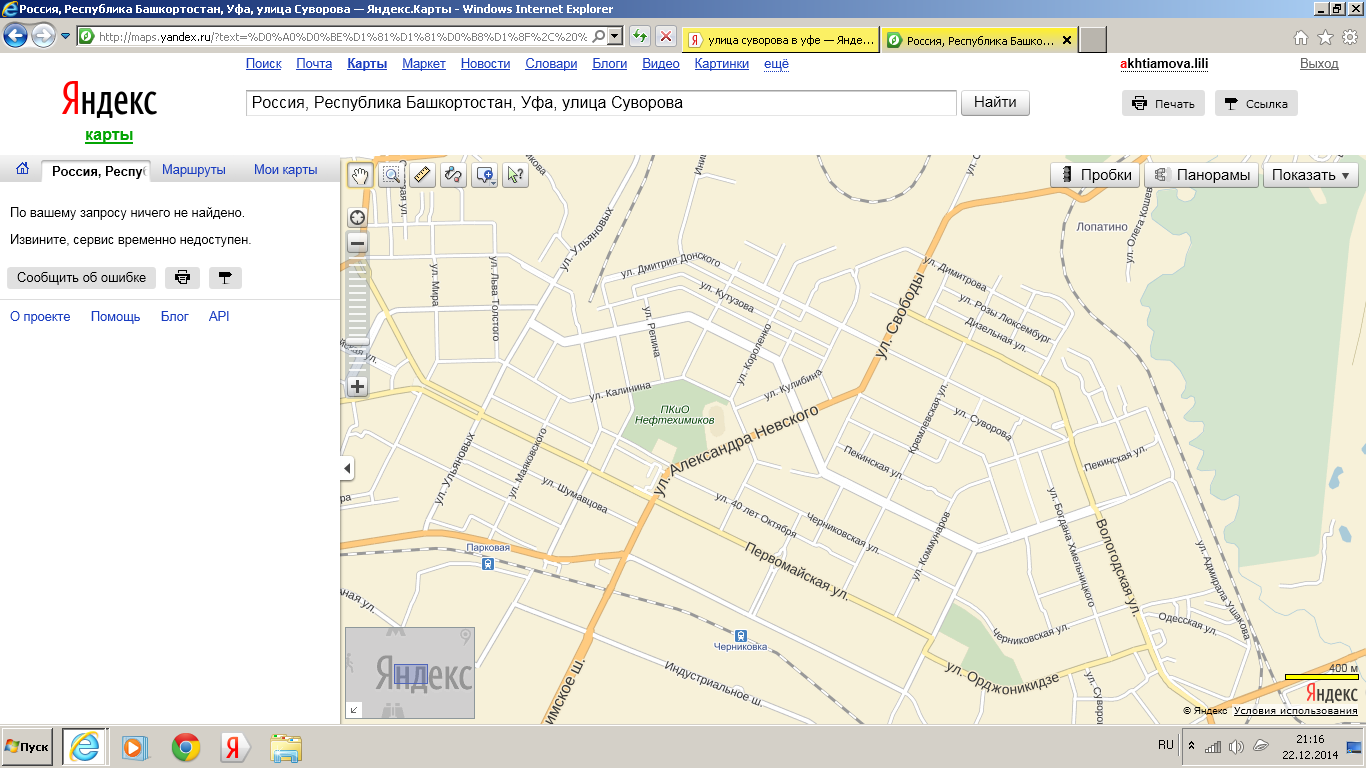 Россия, Республика Башкортостан, Уфа, улица Суворова — Яндекс.Карты - Windows Internet Explorer
http://maps.yandex.ru/?text=%D0%A0%D0%BE%D1%81%D1%81%D0%B8%D1%8F%2C%20%
улица суворова в уфе — Янде...
Россия, Республика Башко...
Поиск Почта Карты Маркет Новости Словари Блоги Видео Картинки ещё
akhtiamova.lili
Выход
Яндекс
карты
Россия, Республика Башкортостан, Уфа, улица Суворова
Найти
Печать
Ссылка
Россия, Респу
Маршруты
Мои карты
Пробки
Панорамы
Показать
По вашему запросу ничего не найдено.
Извините, сервис временно недоступен.
Сообщить об ошибке
О проекте Помощь Блог API
ул. Ульяновых
ул. Дмитрия Донского
ул. Мира
ул. Льва Толстого
ул. Кутузова
ул. Репина
ул. Короленко
ул. Свободы
ул. Димитрова
ул. Розы Люксембург
Дизельная ул.
Лопатино
ул. Олега Кошев
ул. Калинина
ул. Кулибина
ПКиО
Нефтехимиков
ул. Александра Невского
Кремлевская ул.
ул. Суворова
Пекинская ул.
Пекинская ул.
ул. Ульяновых
ул. Маяковского
ул. Шумавцова
ул. 40 лет Октября
Черниковская ул.
ул. Коммунаров
ул. Богдана Хмельницкого
Вологодская ул.
ул. Адмирала Ушакова
Парковая
Первомайская ул.
Черниковка
Черниковская ул.
Одесская ул.
Индустриальное ш.
ул. Орджоникидзе
имское ш.
ул. Суворов
Яндекс
400 м
Яндекс
© Яндекс Условия использования
Пуск
RU
21:16
22.12.2014